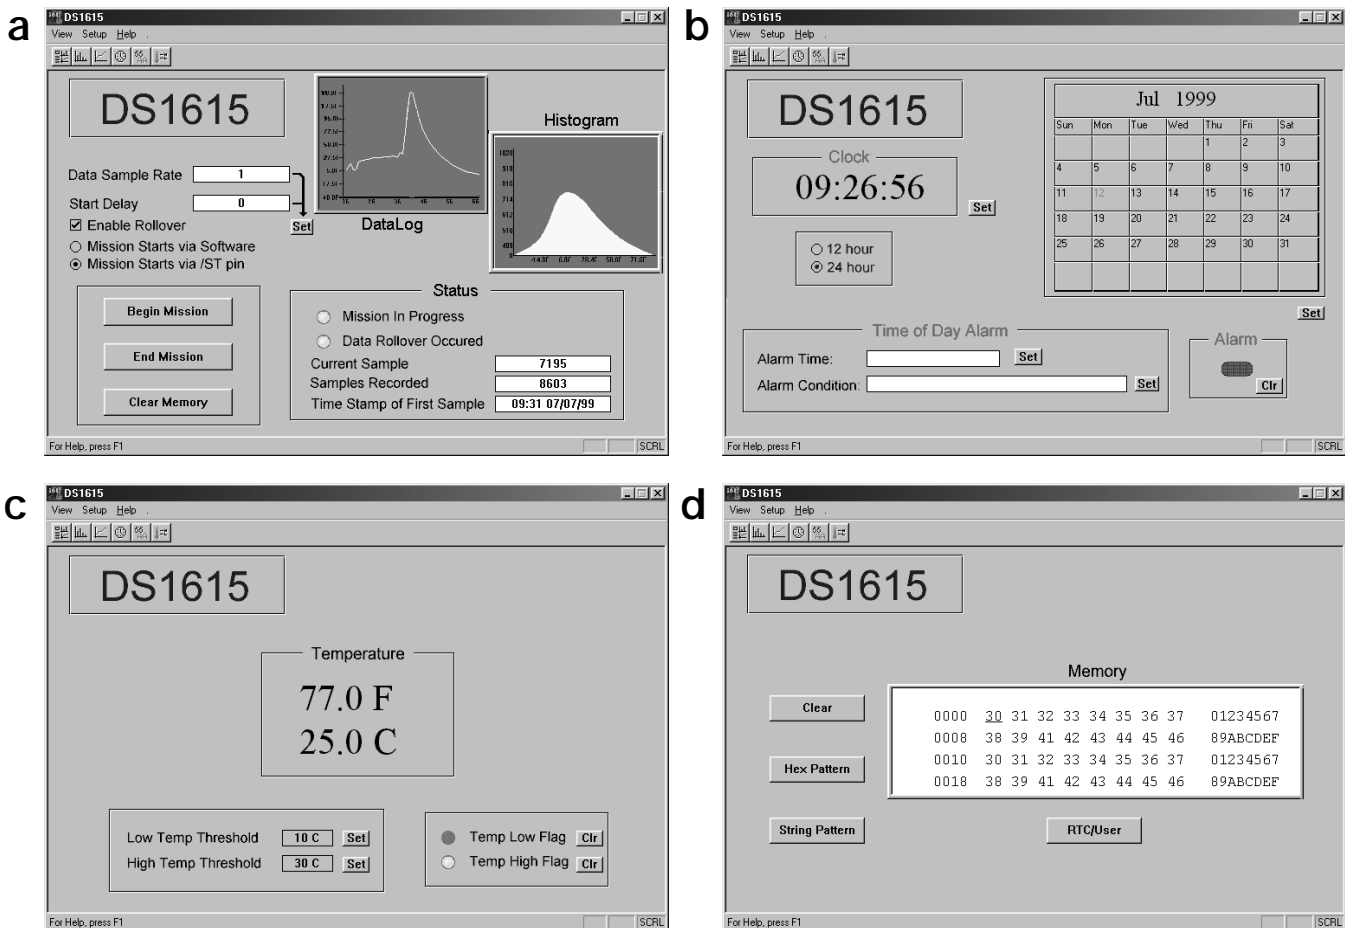 a
DS1615
View Setup Help .
DS1615
Data Sample Rate 1
Start Delay 0
Set
Enable Rollover
Mission Starts via Software
Mission Starts via /ST pin
DataLog
Histogram
1020
918
816
714
612
510
408
0
Begin Mission
End Mission
Clear Memory
Status
Mission In Progress
Data Rollover Occured
Current Sample 7195
Samples Recorded 8603
Time Stamp of First Sample 09:31 07/07/99
For Help, press F1 SCRL
b
DS1615
View Setup Help .
DS1615
Clock
09:26:56
Set
12 hour
24 hour
Jul 1999
Sun Mon Tue Wed Thu Fri Sat
1 2 3
4 5 6 7 8 9 10
11 12 13 14 15 16 17
18 19 20 21 22 23 24
25 26 27 28 29 30 31
Set
Time of Day Alarm
Alarm Time: Set
Alarm Condition: Set
Alarm
Clr
For Help, press F1 SCRL
c
DS1615
View Setup Help .
DS1615
Temperature
77.0 F
25.0 C
Low Temp Threshold 10 C Set
High Temp Threshold 30 C Set
Temp Low Flag Clr
Temp High Flag Clr
For Help, press F1 SCRL
d
DS1615
View Setup Help .
DS1615
Memory
Clear
Hex Pattern
String Pattern
0000 30 31 32 33 34 35 36 37 01234567
0008 38 39 41 42 43 44 45 46 89ABCDEF
0010 30 31 32 33 34 35 36 37 01234567
0018 38 39 41 42 43 44 45 46 89ABCDEF
RTC/User
For Help, press F1 SCRL